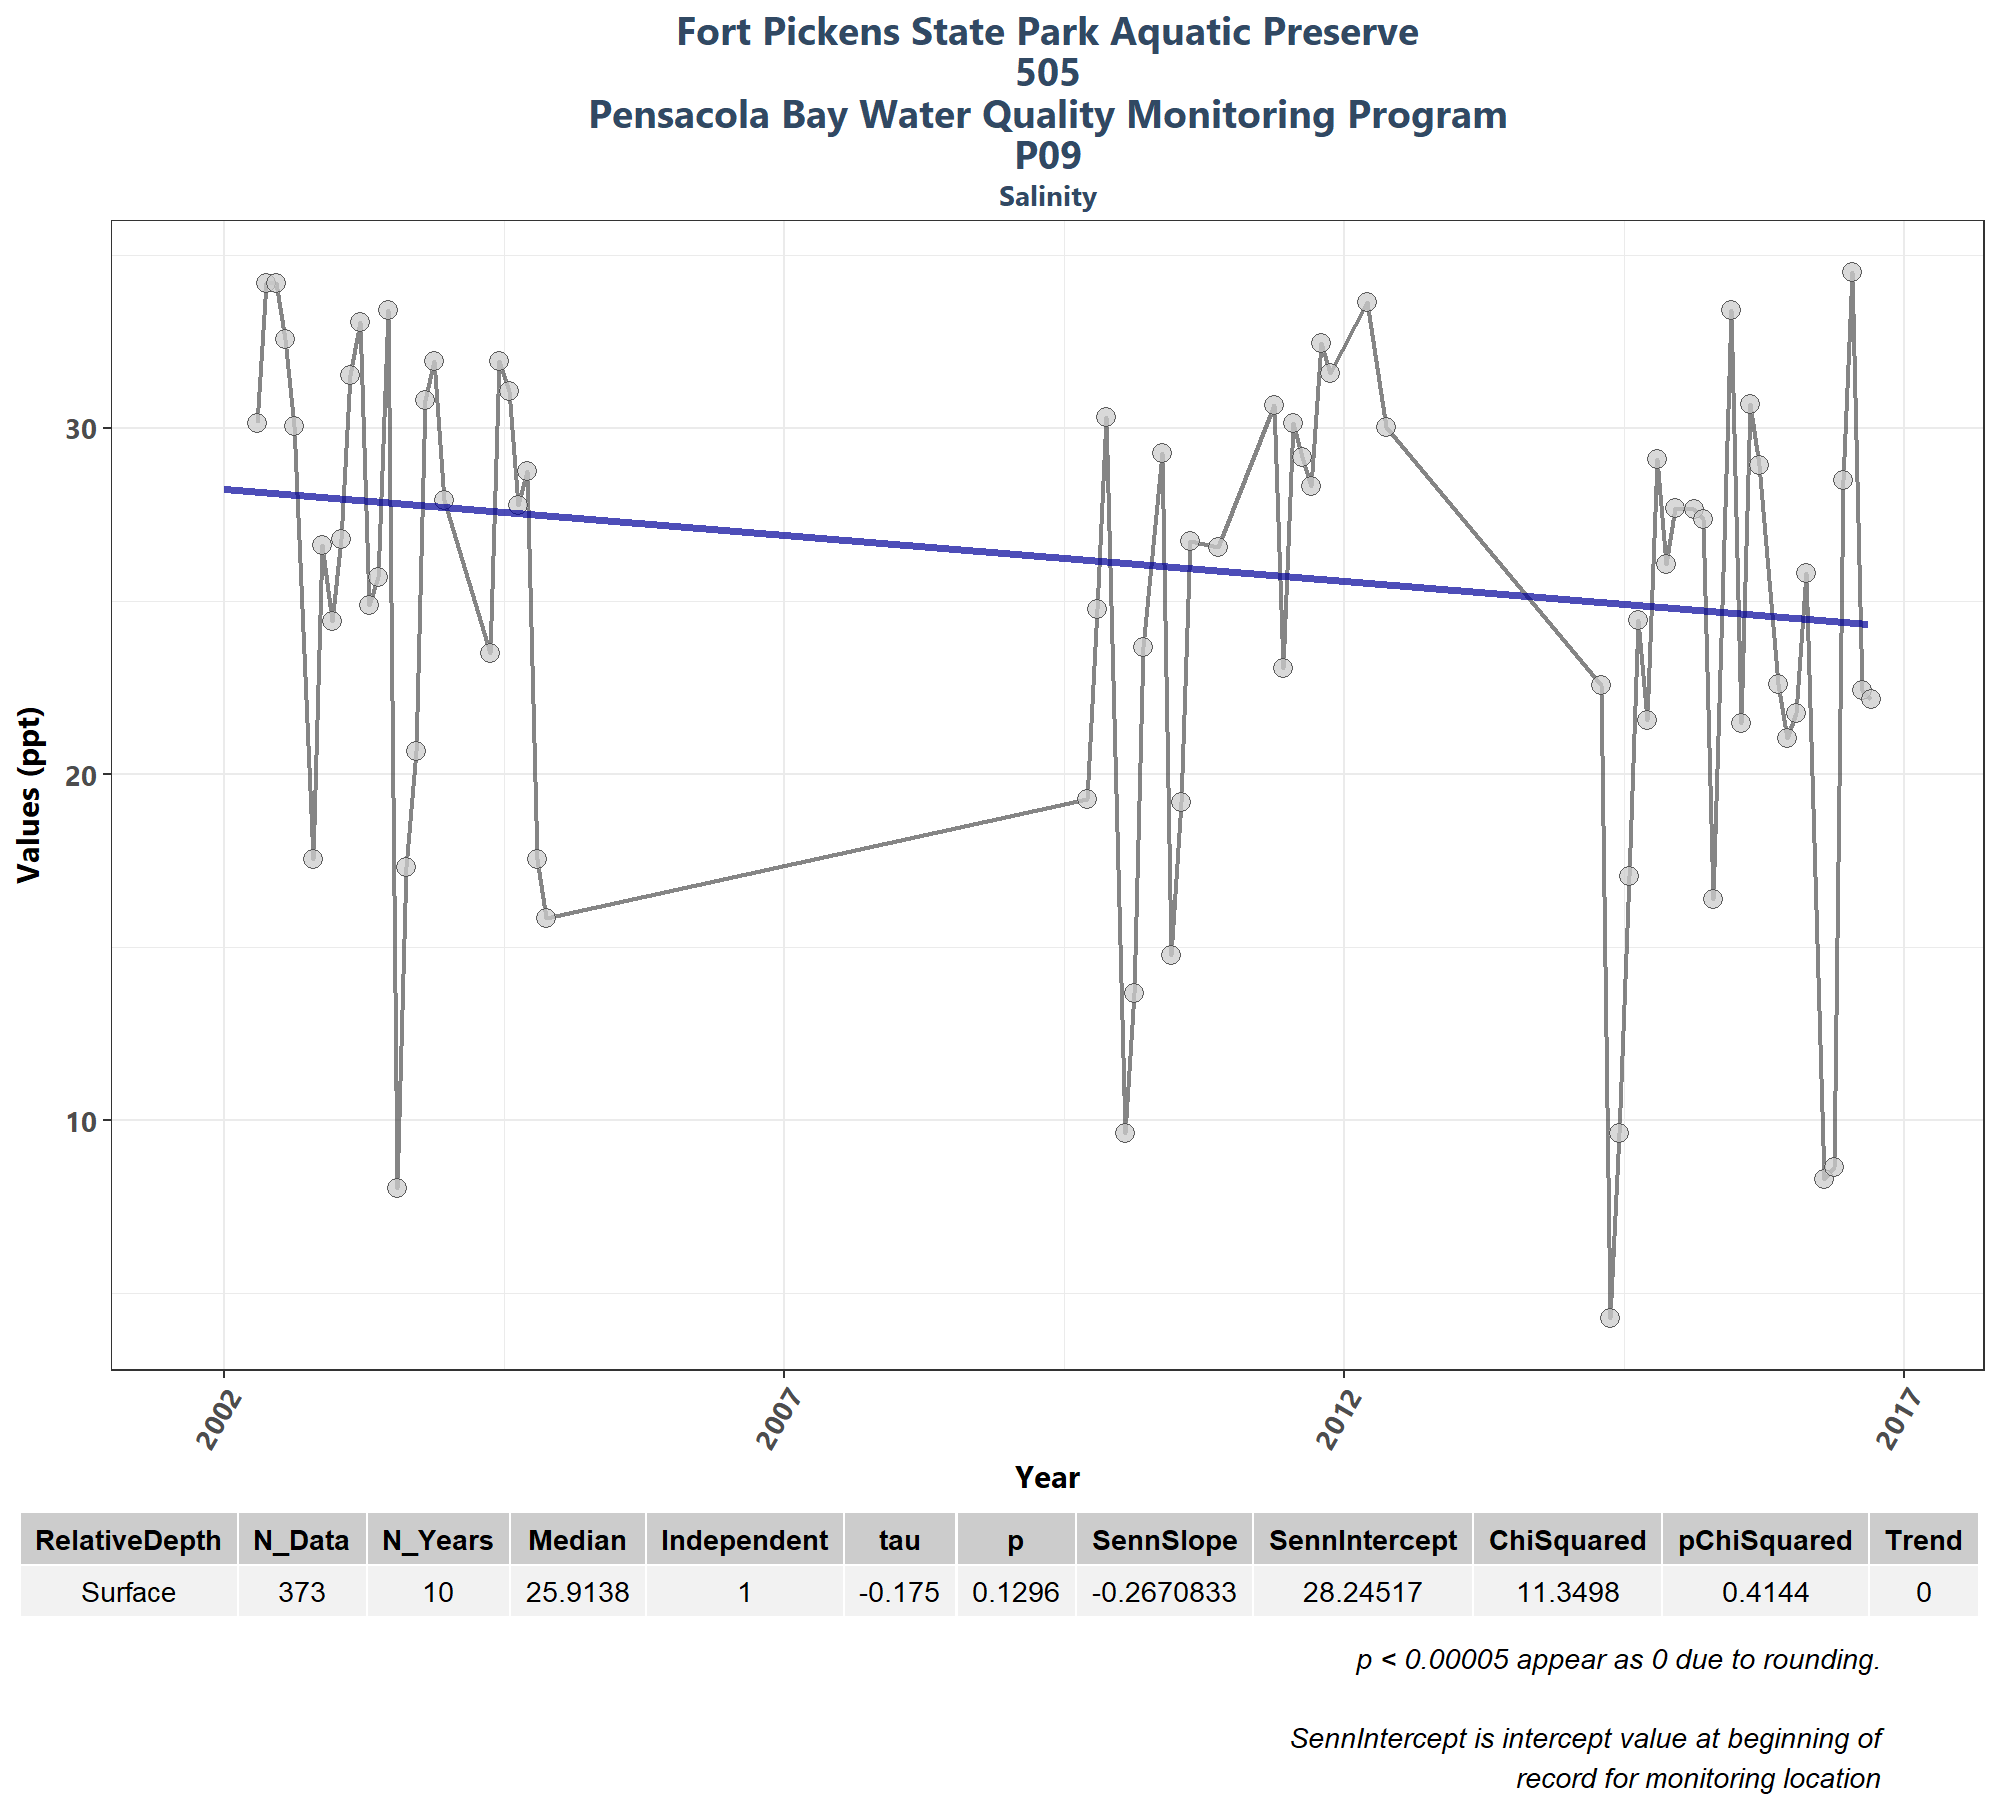 Fort Pickens State Park Aquatic Preserve
505
Pensacola Bay Water Quality Monitoring Program
P09
Salinity
Values (ppt)
30
20
10
2002
2007
2012
2017
Year
RelativeDepth N_Data N_Years Median Independent tau p SennSlope SennIntercept ChiSquared pChiSquared Trend
Surface 373 10 25.9138 1 -0.175 0.1296 -0.2670833 28.24517 11.3498 0.4144 0
p < 0.00005 appear as 0 due to rounding.
SennIntercept is intercept value at beginning of
record for monitoring location